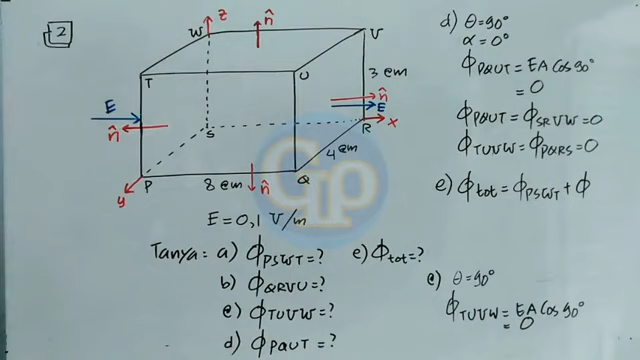 2
W
z
n̂
V
T
U
3 cm
E
n̂
n̂
E
S
R
x
4 cm
P
Q
y
8 cm
n̂
E = 0,1 V/m
Tanya = a) ϕPSWT = ?
b) ϕQRVU = ?
c) ϕTUVW = ?
d) ϕPQUT = ?
e) ϕtot = ?
d) θ = 90°
α = 0°
ϕPQUT = EA Cos 90°
= 0
ϕPQUT = ϕSRVW = 0
ϕTUVW = ϕPQRS = 0
e) ϕtot = ϕPSWT + ϕ
c) θ = 90°
ϕTUVW = EA Cos 90°
= 0